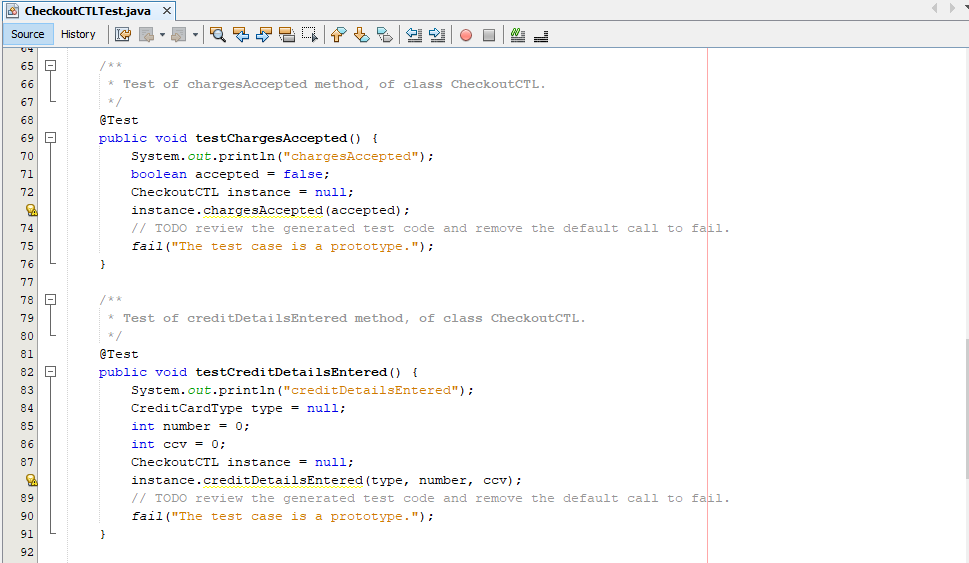 CheckoutCTLTest.java
Source History
64
65 /**
66 * Test of chargesAccepted method, of class CheckoutCTL.
67 */
68 @Test
69 public void testChargesAccepted() {
70 System.out.println("chargesAccepted");
71 boolean accepted = false;
72 CheckoutCTL instance = null;
instance.chargesAccepted(accepted);
74 // TODO review the generated test code and remove the default call to fail.
75 fail("The test case is a prototype.");
76 }
77
78 /**
79 * Test of creditDetailsEntered method, of class CheckoutCTL.
80 */
81 @Test
82 public void testCreditDetailsEntered() {
83 System.out.println("creditDetailsEntered");
84 CreditCardType type = null;
85 int number = 0;
86 int ccv = 0;
87 CheckoutCTL instance = null;
instance.creditDetailsEntered(type, number, ccv);
89 // TODO review the generated test code and remove the default call to fail.
90 fail("The test case is a prototype.");
91 }
92